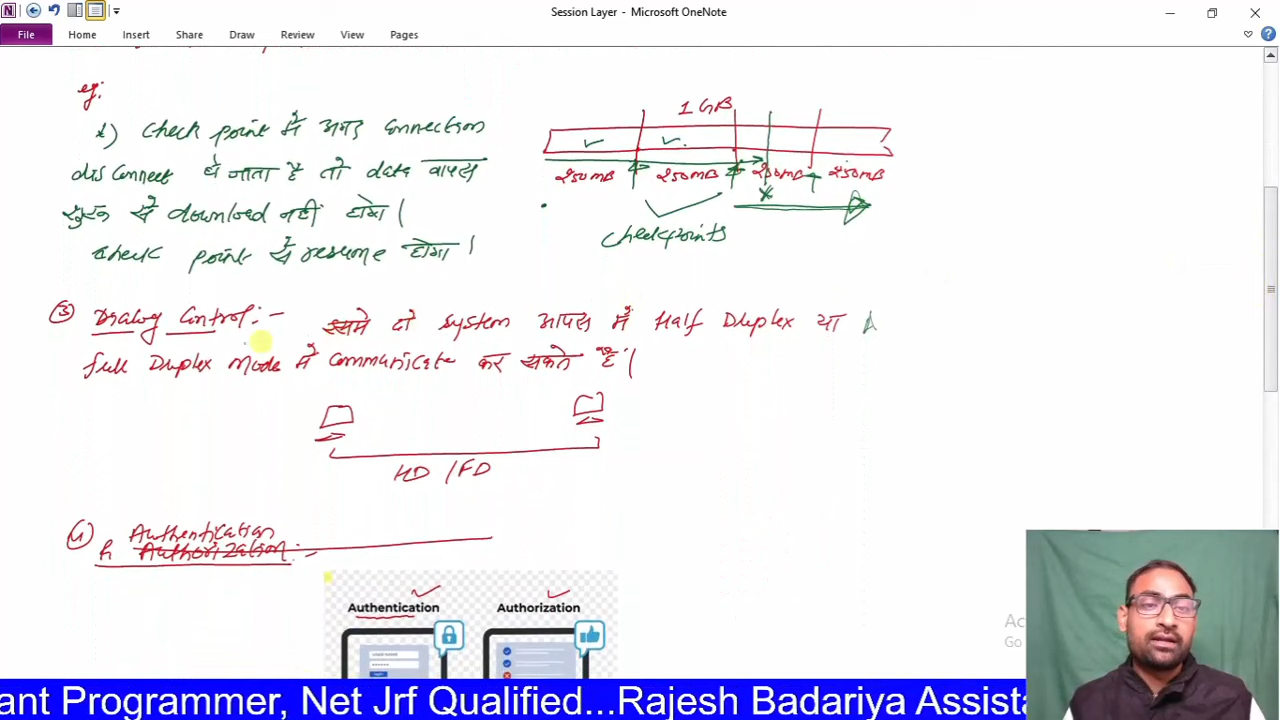 Session Layer - Microsoft OneNote
File Home Insert Share Draw Review View Pages
eg:
1 GB
check point में अगर Connection
disConnect हो जाता है तो data वापस
250MB 250MB 250MB 250MB
शुरू से download नहीं होगा |
checkpoints
check point से resume होगा |
③ Dialog Control :- इसमे दो System आपस में Half Duplex या
full Duplex Mode में Communicate कर सकते है |
HD / FD
④ Authentication
Authorization :-
Authentication Authorization
ant Programmer, Net Jrf Qualified...Rajesh Badariya Assista